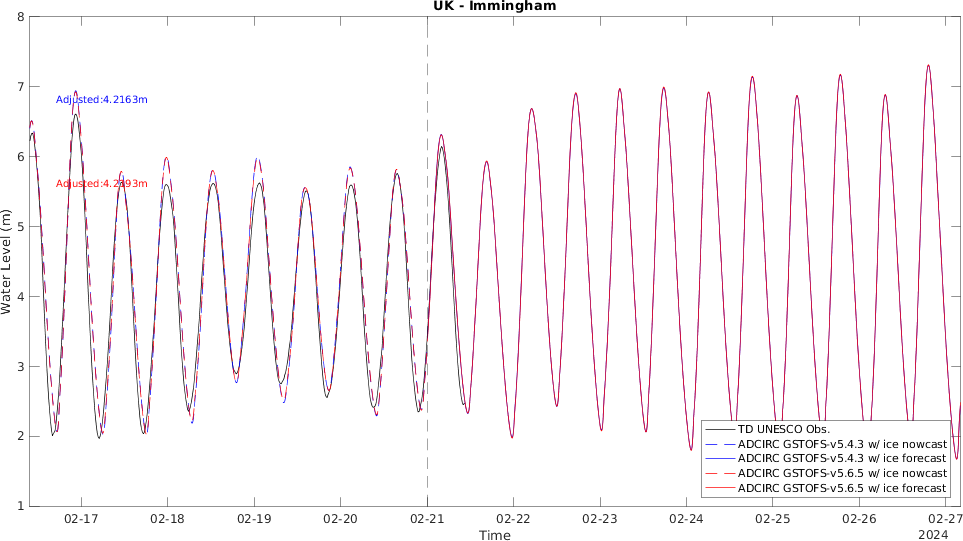 UK - Immingham
8
7
6
5
4
3
2
1
Water Level (m)
Adjusted:4.2163m
Adjusted:4.2193m
TD UNESCO Obs.
ADCIRC GSTOFS-v5.4.3 w/ ice nowcast
ADCIRC GSTOFS-v5.4.3 w/ ice forecast
ADCIRC GSTOFS-v5.6.5 w/ ice nowcast
ADCIRC GSTOFS-v5.6.5 w/ ice forecast
02-17 02-18 02-19 02-20 02-21 02-22 02-23 02-24 02-25 02-26 02-27
Time
2024